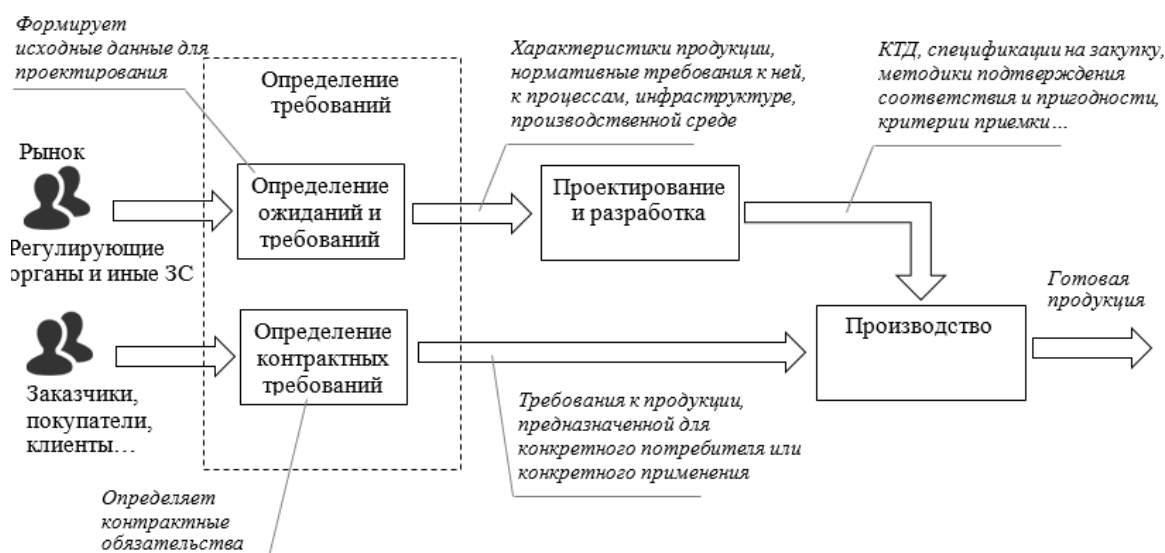 Формирует
исходные данные для
проектирования
Определение
требований
Характеристики продукции,
нормативные требования к ней,
к процессам, инфраструктуре,
производственной среде
КТД, спецификации на закупку,
методики подтверждения
соответствия и пригодности,
критерии приемки…
Рынок
Регулирующие
органы и иные ЗС
Определение
ожиданий и
требований
Проектирование
и разработка
Готовая
продукция
Заказчики,
покупатели,
клиенты…
Определение
контрактных
требований
Производство
Требования к продукции,
предназначенной для
конкретного потребителя или
конкретного применения
Определяет
контрактные
обязательства